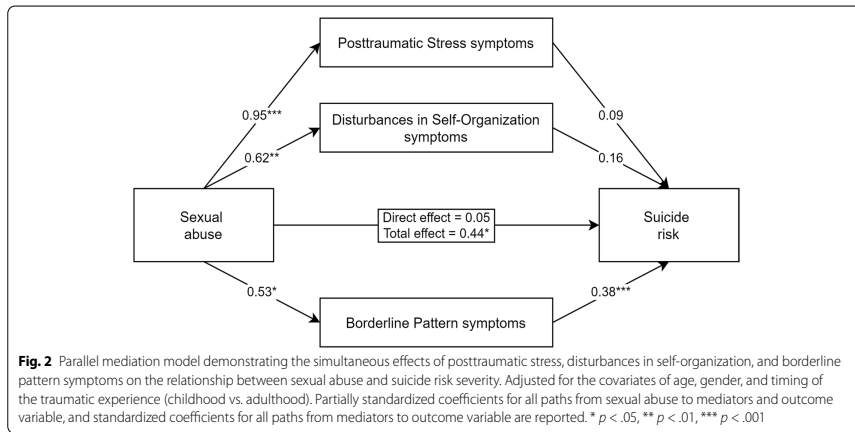 Posttraumatic Stress symptoms
0.95***
0.09
Disturbances in Self-Organization
symptoms
0.62**
0.16
Sexual
abuse
Direct effect = 0.05
Total effect = 0.44*
Suicide
risk
0.53*
0.38***
Borderline Pattern symptoms
Fig. 2 Parallel mediation model demonstrating the simultaneous effects of posttraumatic stress, disturbances in self-organization, and borderline
pattern symptoms on the relationship between sexual abuse and suicide risk severity. Adjusted for the covariates of age, gender, and timing of
the traumatic experience (childhood vs. adulthood). Partially standardized coefficients for all paths from sexual abuse to mediators and outcome
variable, and standardized coefficients for all paths from mediators to outcome variable are reported. * p < .05, ** p < .01, *** p < .001